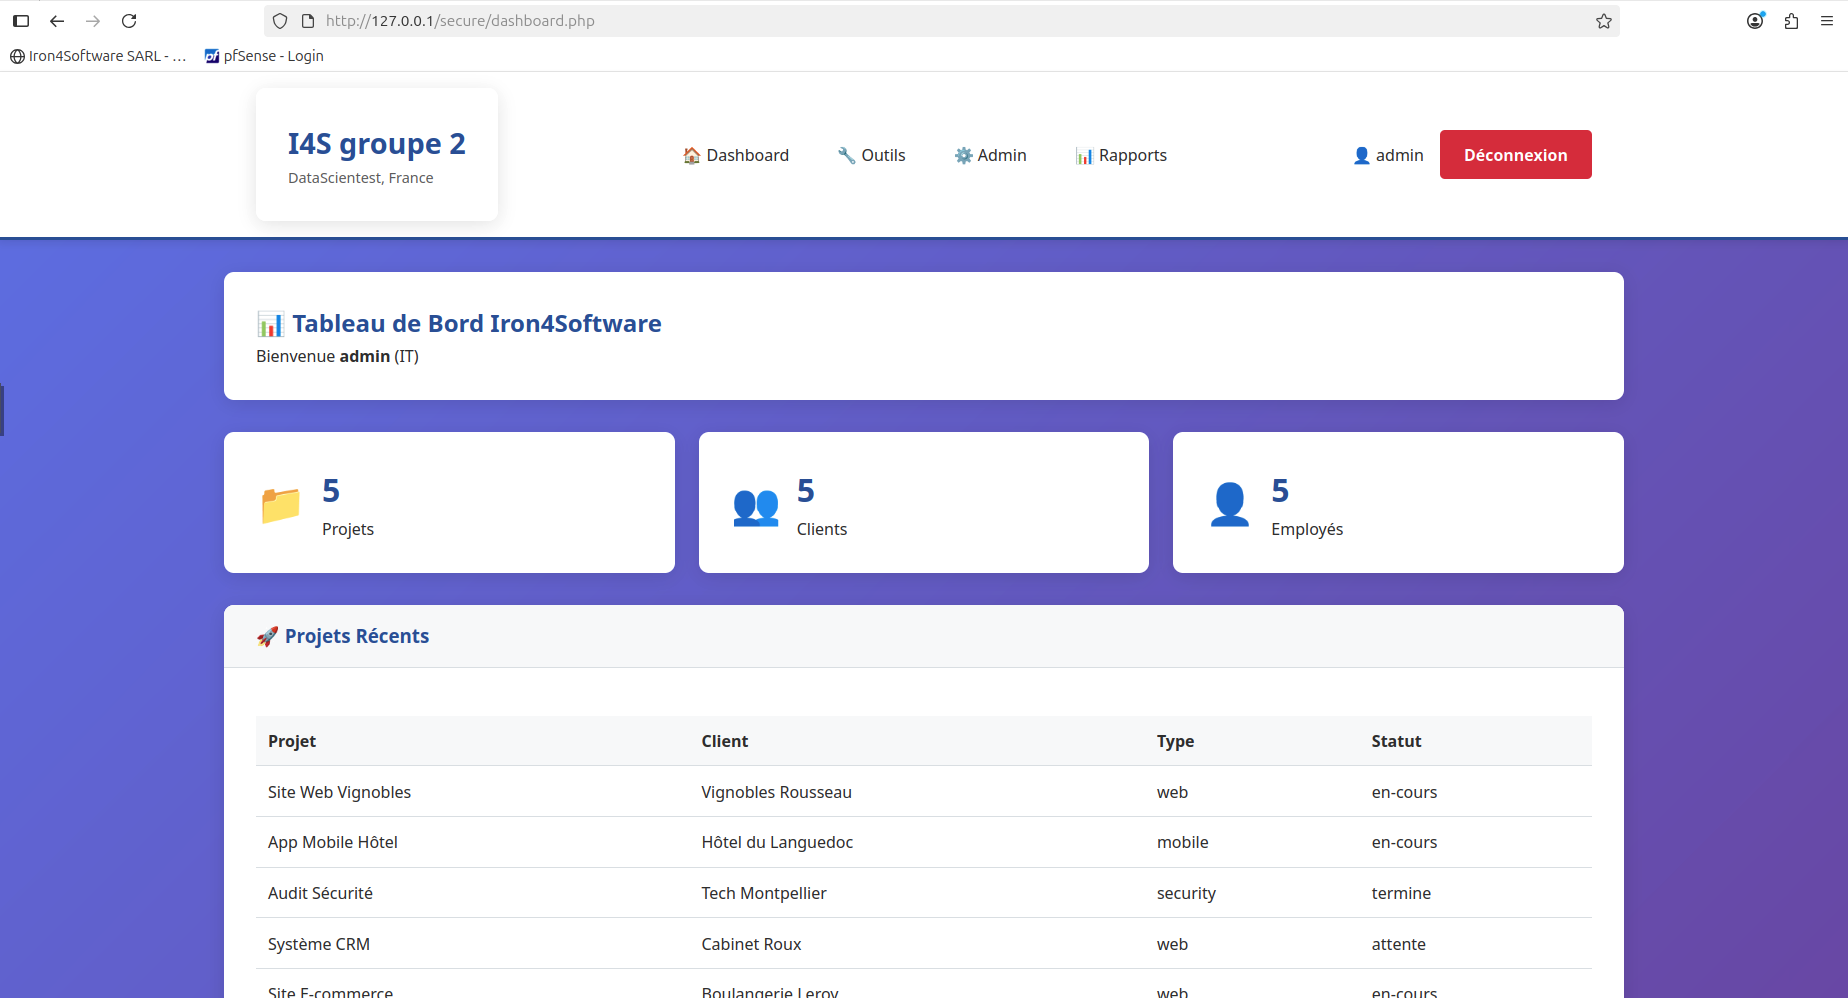 http://127.0.0.1/secure/dashboard.php
Iron4Software SARL - ...
pfSense - Login
I4S groupe 2
DataScientest, France
Dashboard
Outils
Admin
Rapports
admin
Déconnexion
Tableau de Bord Iron4Software
Bienvenue admin (IT)
5
Projets
5
Clients
5
Employés
Projets Récents
Projet Client Type Statut
Site Web Vignobles Vignobles Rousseau web en-cours
App Mobile Hôtel Hôtel du Languedoc mobile en-cours
Audit Sécurité Tech Montpellier security termine
Système CRM Cabinet Roux web attente
Site E-commerce Boulangerie Leroy web en-cours